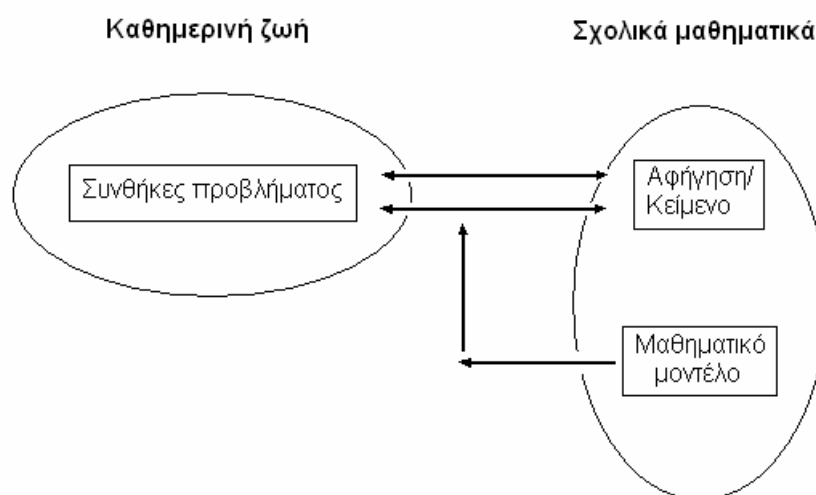 Καθημερινή ζωή
Σχολικά μαθηματικά
Συνθήκες προβλήματος
Αφήγηση/
Κείμενο
Μαθηματικό
μοντέλο